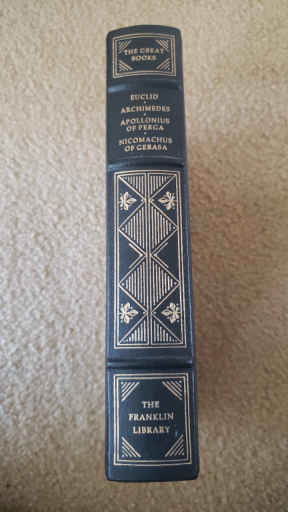 THE GREAT
BOOKS
EUCLID
ARCHIMEDES
APOLLONIUS
OF PERGA
NICOMACHUS
OF GERASA
THE
FRANKLIN
LIBRARY